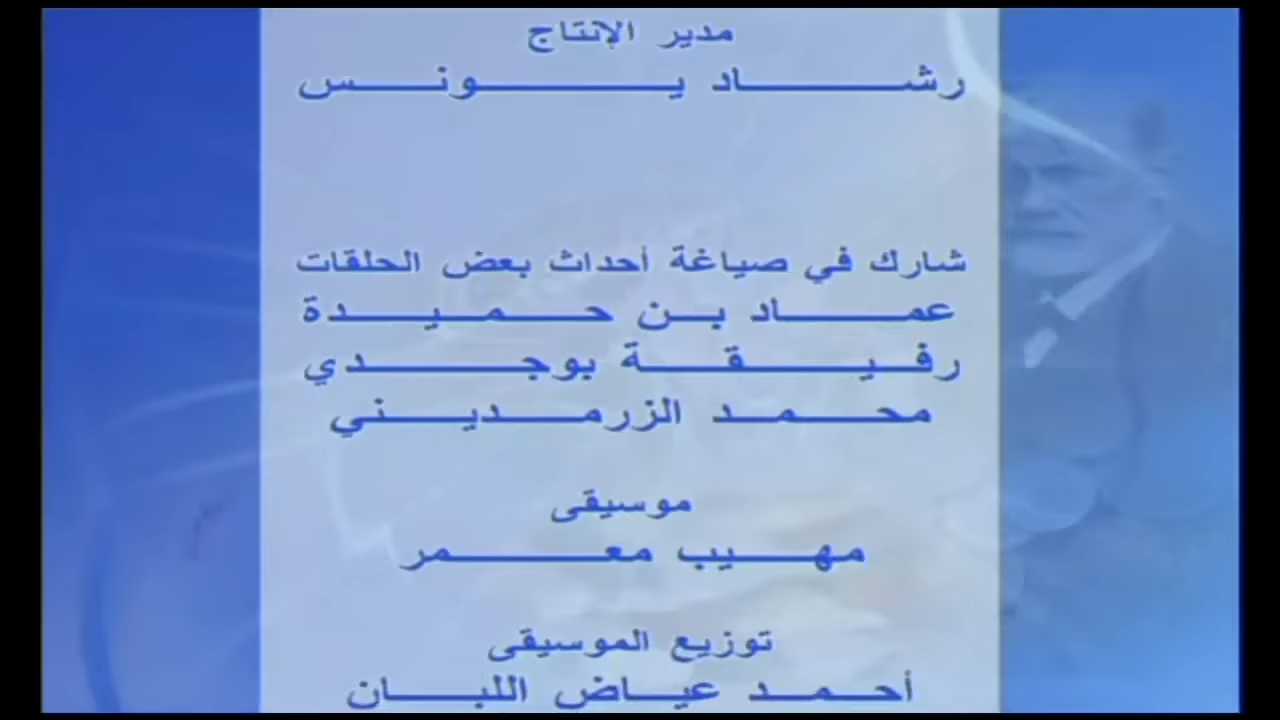 مدير الإنتاج
رشاد يونس
شارك في صياغة أحداث بعض الحلقات
عماد بن حميدة
رفيقة بوجدي
محمد الزرمديني
موسيقى
مهيب معمر
توزيع الموسيقى
أحمد عياض اللبان